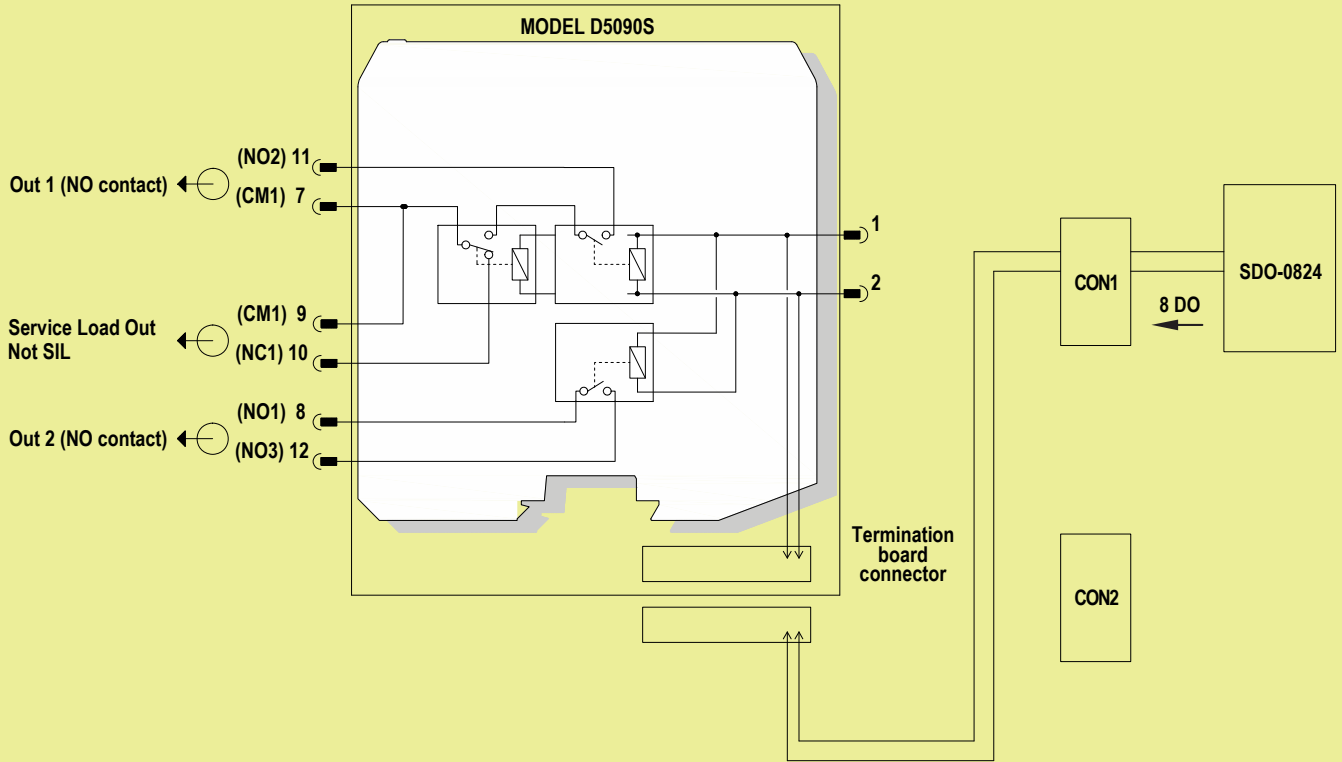 MODEL D5090S
Out 1 (NO contact)
(NO2) 11
(CM1) 7
Service Load Out
Not SIL
(CM1) 9
(NC1) 10
Out 2 (NO contact)
(NO1) 8
(NO3) 12
1
2
Termination
board
connector
CON1
8 DO
SDO-0824
CON2